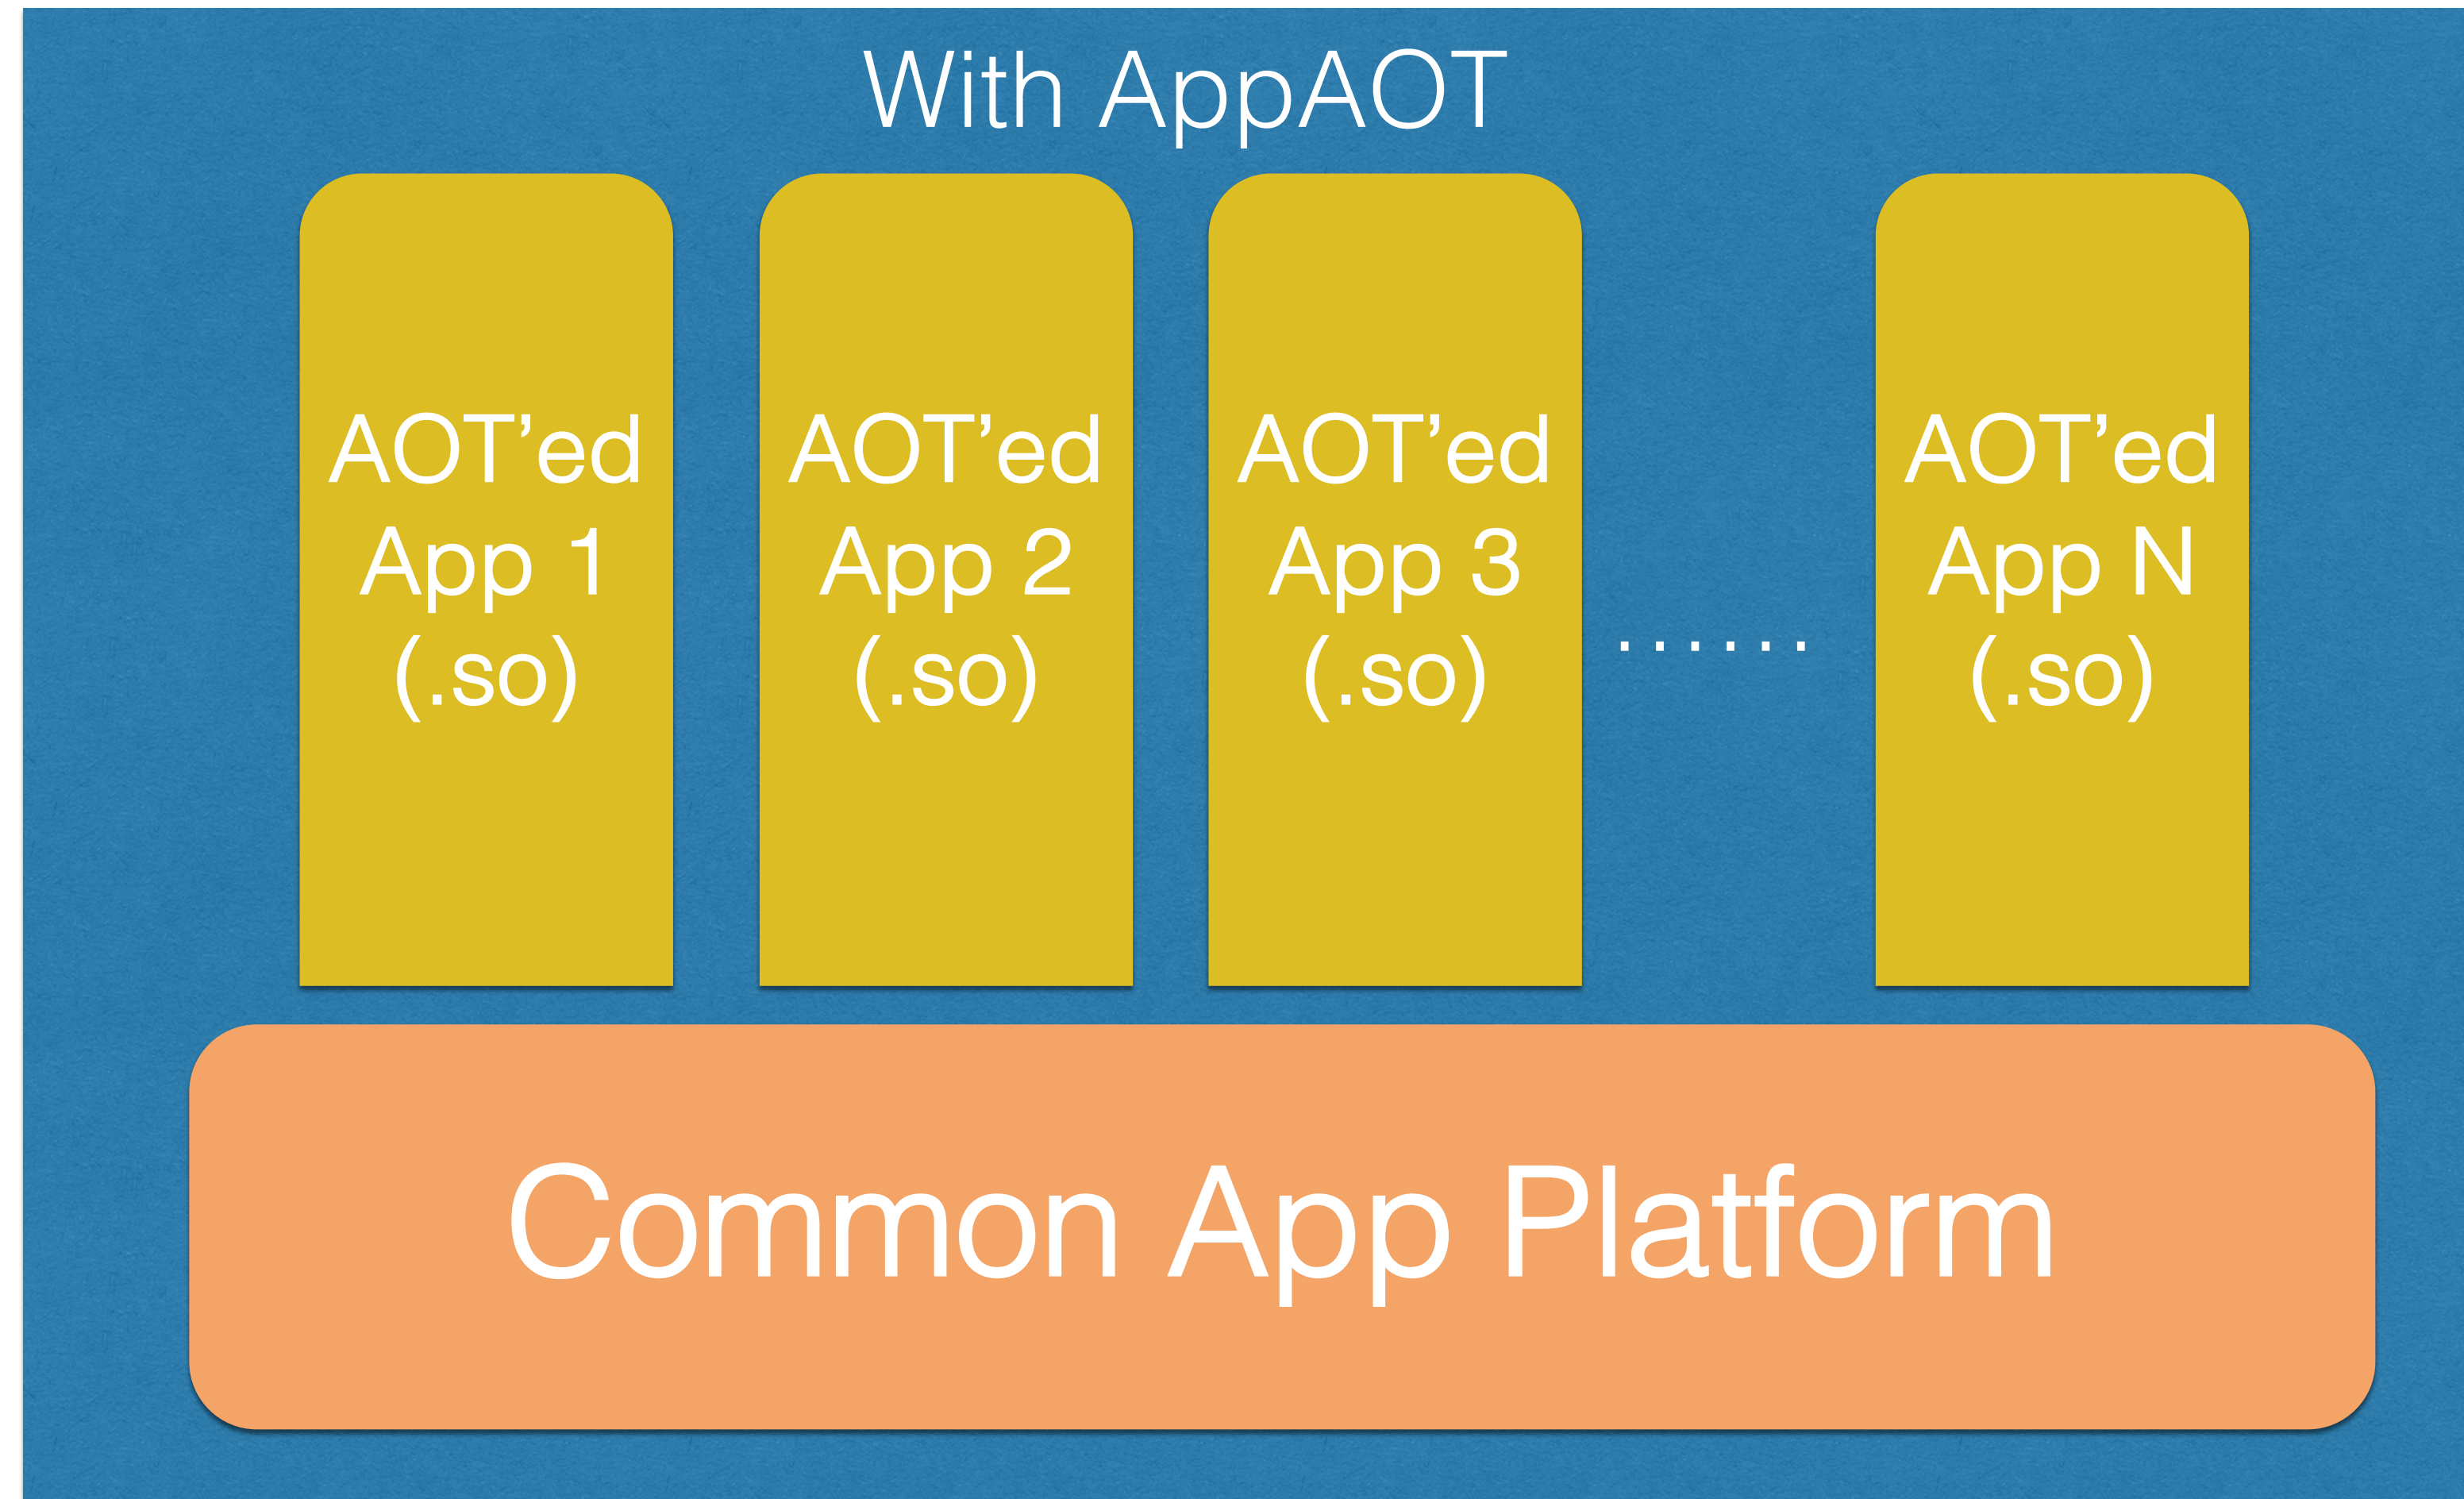 With AppAOT
AOT’ed
App 1
(.so)
AOT’ed
App 2
(.so)
AOT’ed
App 3
(.so)
......
AOT’ed
App N
(.so)
Common App Platform